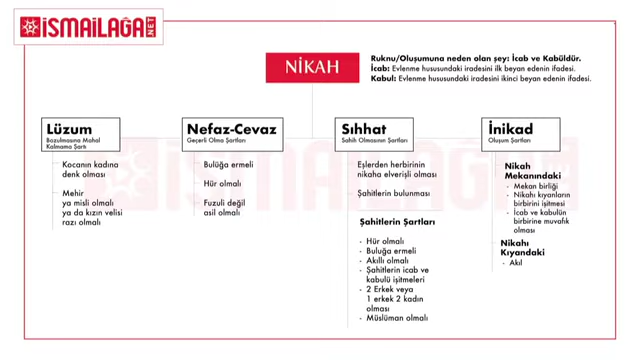 İSMAİLAĞA.NET
NİKAH
Ruknu/Oluşumuna neden olan şey: İcab ve Kabüldür.
İcab: Evlenme hususundaki iradesini ilk beyan edenin ifadesi.
Kabul: Evlenme hususundaki iradesini ikinci beyan edenin ifadesi.
Lüzum
Bozulmasına Mahal
Kalmama Şartı
Kocanın kadına
denk olması
Mehir
ya misli olmalı
ya da kızın velisi
razı olmalı
Nefaz-Cevaz
Geçerli Olma Şartları
Bulüğa ermeli
Hür olmalı
Fuzuli değil
asil olmalı
Sıhhat
Sahih Olmasının Şartları
Eşlerden herbirinin
nikaha elverişli olması
Şahitlerin bulunması
Şahitlerin Şartları
- Hür olmalı
- Buluğa ermeli
- Akıllı olmalı
- Şahitlerin icab ve
kabulü işitmeleri
- 2 Erkek veya
1 erkek 2 kadın
olması
- Müslüman olmalı
İnikad
Oluşum Şartları
Nikah
Mekanındaki
- Mekan birliği
- Nikahı kıyanların
birbirini işitmesi
- İcab ve kabulün
birbirine muvafık
olması
Nikahı
Kıyandaki
- Akıl
İSMAİLAĞA